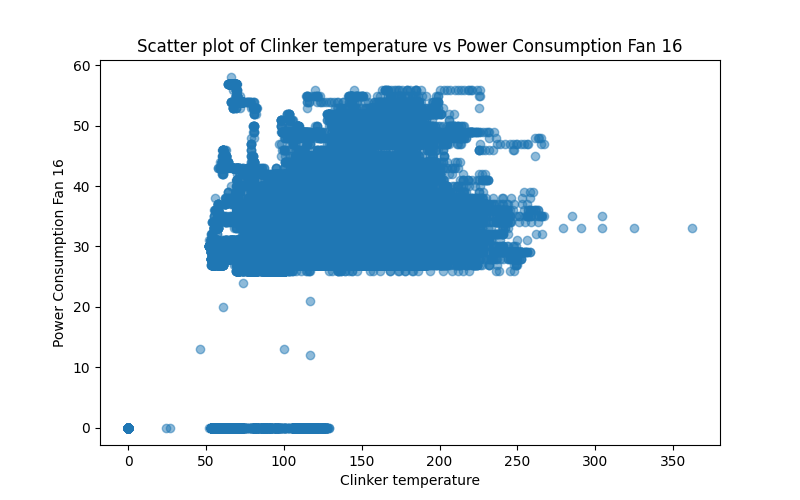 Scatter plot of Clinker temperature vs Power Consumption Fan 16
60
50
40
30
20
10
0
Power Consumption Fan 16
0 50 100 150 200 250 300 350
Clinker temperature